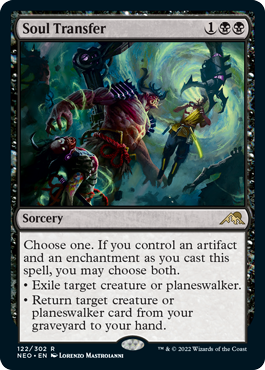 Soul Transfer 1
Sorcery
Choose one. If you control an artifact
and an enchantment as you cast this
spell, you may choose both.
• Exile target creature or planeswalker.
• Return target creature or
planeswalker card from your
graveyard to your hand.
122/302 R
NEO • EN LORENZO MASTROIANNI ™ & © 2022 Wizards of the Coast